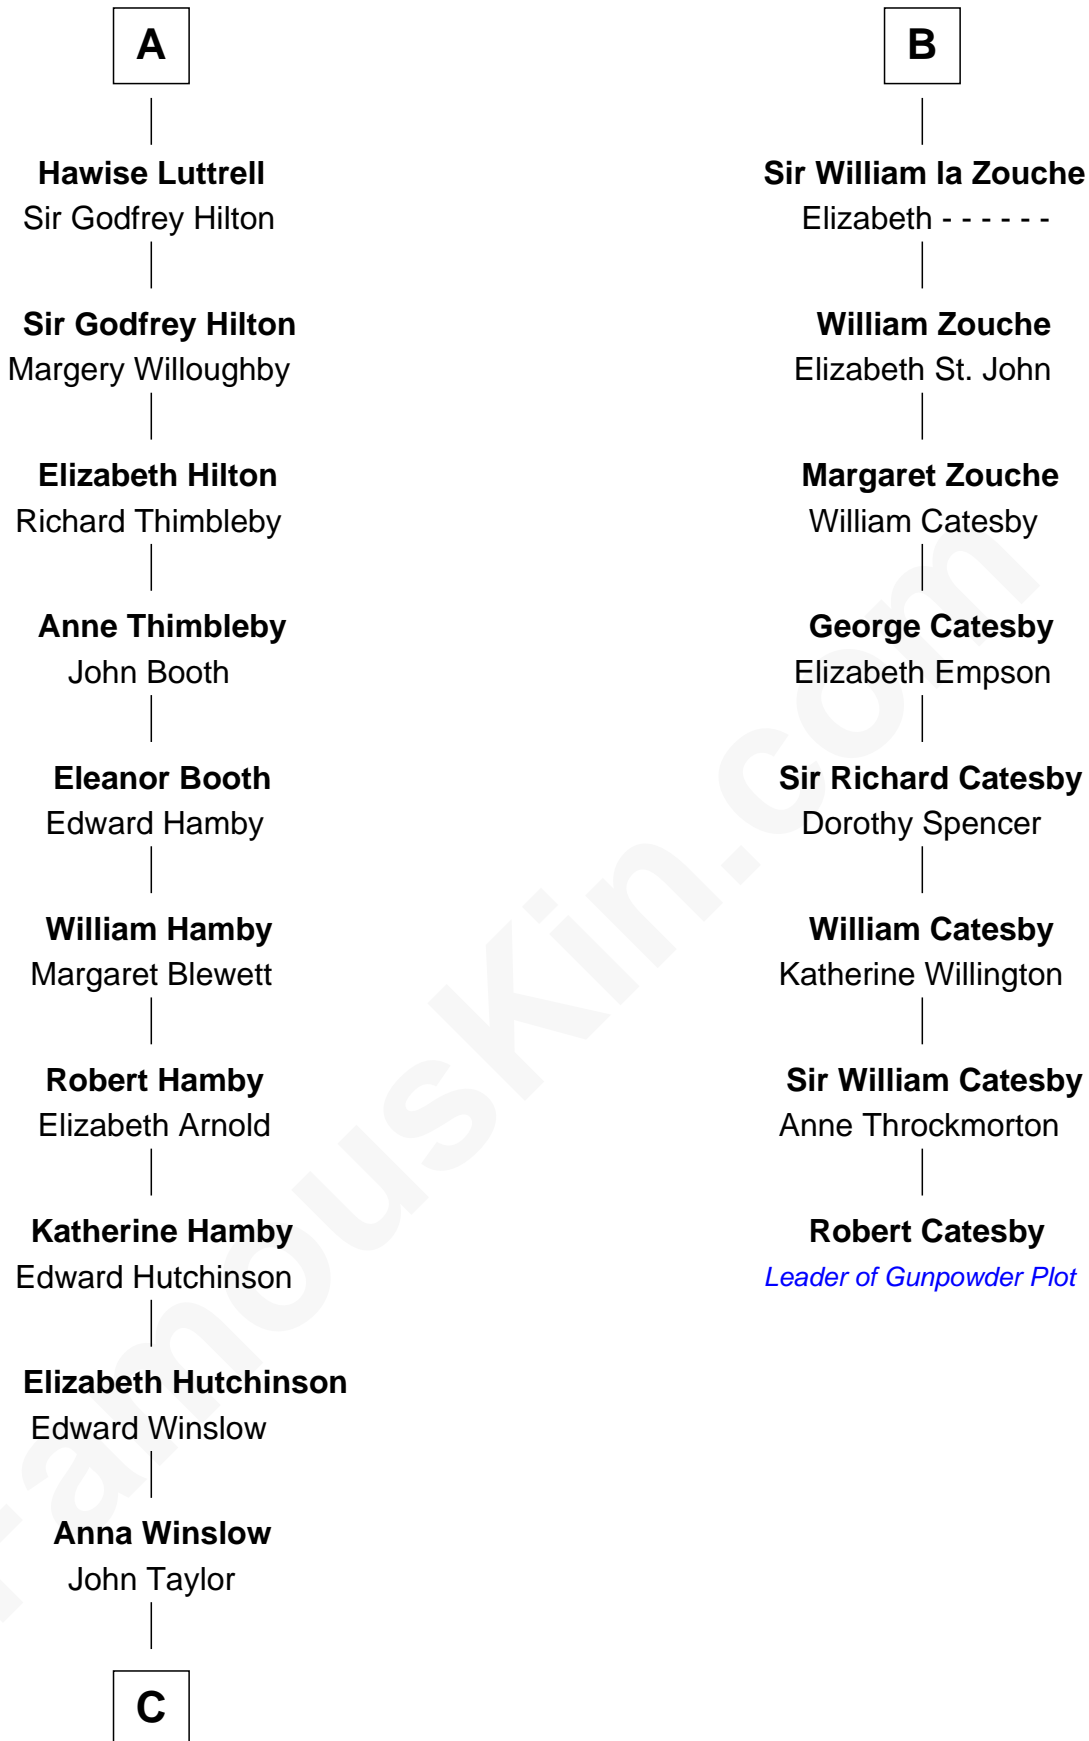 A
Hawise Luttrell
Sir Godfrey Hilton
Sir Godfrey Hilton
Margery Willoughby
Elizabeth Hilton
Richard Thimbleby
Anne Thimbleby
John Booth
Eleanor Booth
Edward Hamby
William Hamby
Margaret Blewett
Robert Hamby
Elizabeth Arnold
Katherine Hamby
Edward Hutchinson
Elizabeth Hutchinson
Edward Winslow
Anna Winslow
John Taylor
C
B
Sir William la Zouche
Elizabeth - - - - - -
William Zouche
Elizabeth St. John
Margaret Zouche
William Catesby
George Catesby
Elizabeth Empson
Sir Richard Catesby
Dorothy Spencer
William Catesby
Katherine Willington
Sir William Catesby
Anne Throckmorton
Robert Catesby
Leader of Gunpowder Plot
FamousKin.com